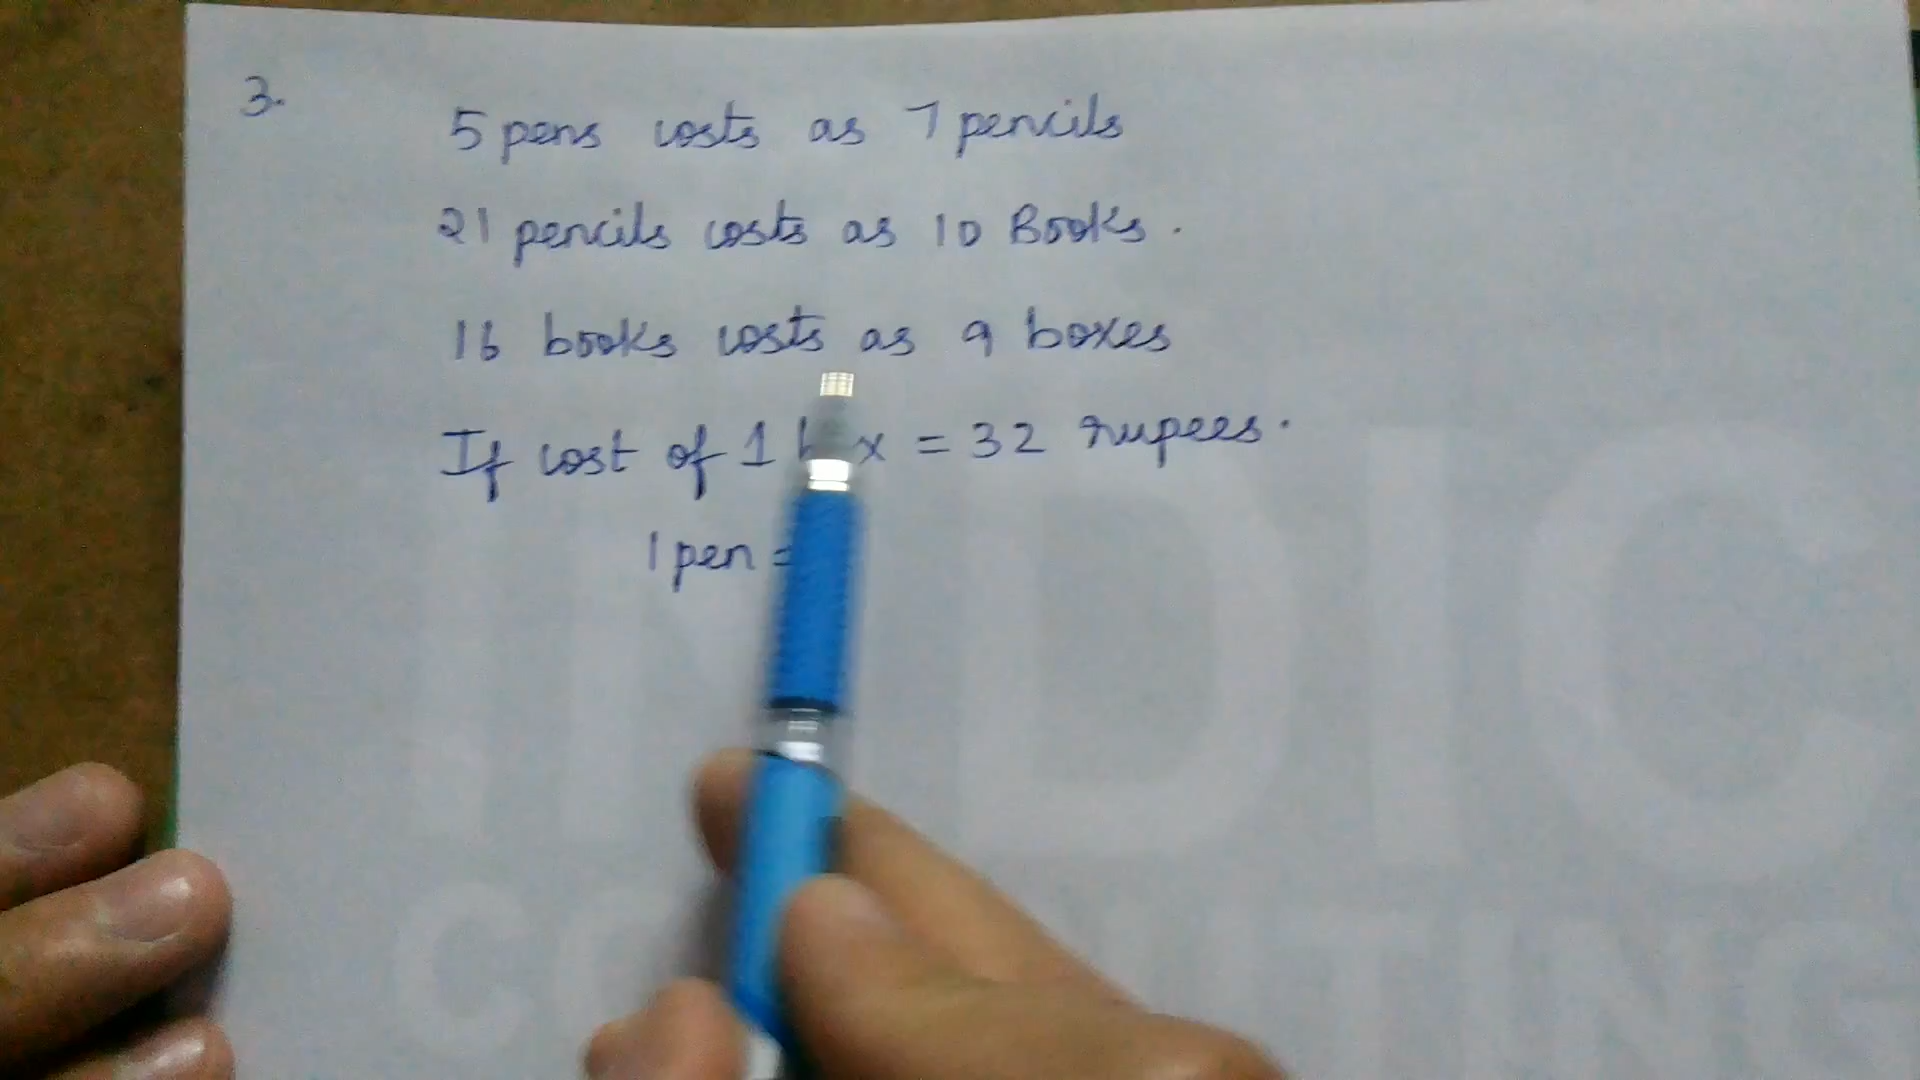 3.
5 pens costs as 7 pencils
21 pencils costs as 10 Books.
16 books costs as 9 boxes
If cost of 1 = 32 rupees.
1 pen =
INDIC